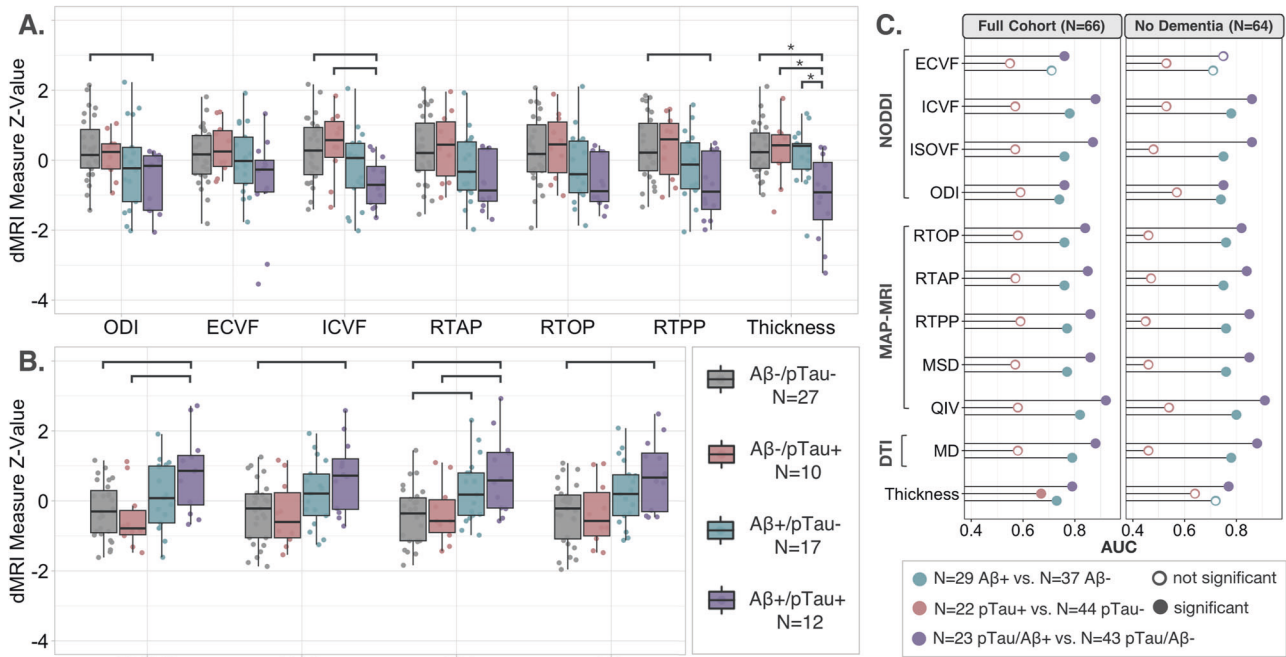 A.
dMRI Measure Z-Value
2
0
-2
-4
* 
* 
* 
ODI ECVF ICVF RTAP RTOP RTPP Thickness
B.
dMRI Measure Z-Value
2
0
-2
-4
Aβ-/pTau-
N=27
Aβ-/pTau+
N=10
Aβ+/pTau-
N=17
Aβ+/pTau+
N=12
C.
Full Cohort (N=66) No Dementia (N=64)
NODDI
ECVF
ICVF
ISOVF
ODI
MAP-MRI
RTOP
RTAP
RTPP
MSD
QIV
DTI
MD
Thickness
0.4 0.6 0.8 0.4 0.6 0.8
AUC
N=29 Aβ+ vs. N=37 Aβ- not significant
N=22 pTau+ vs. N=44 pTau- significant
N=23 pTau/Aβ+ vs. N=43 pTau/Aβ-